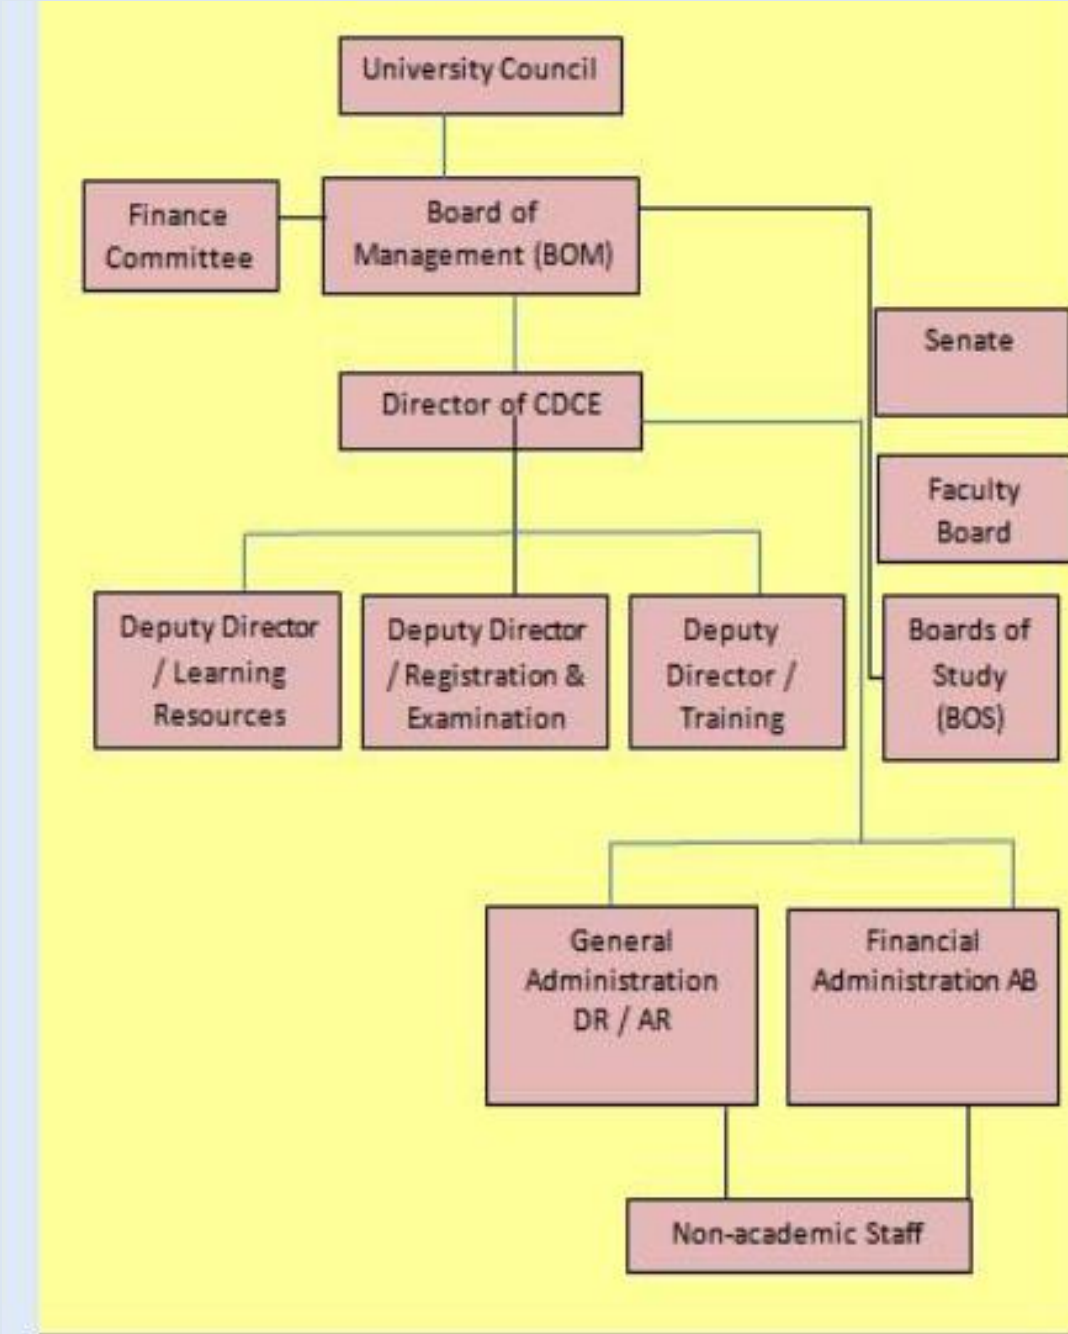 University Council
Finance
Committee
Board of
Management (BOM)
Senate
Director of CDCE
Faculty
Board
Deputy Director
/ Learning
Resources
Deputy Director
/ Registration &
Examination
Deputy
Director /
Training
Boards of
Study
(BOS)
General
Administration
DR / AR
Financial
Administration AB
Non-academic Staff